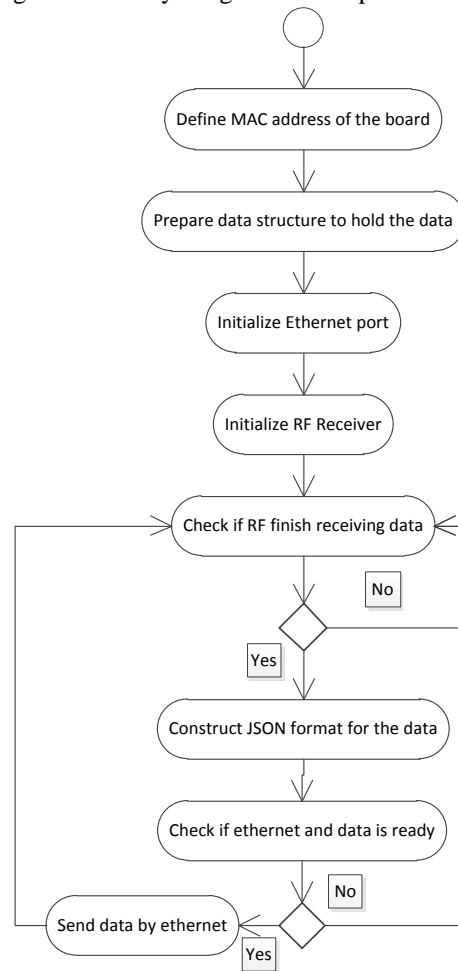 Define MAC address of the board
Prepare data structure to hold the data
Initialize Ethernet port
Initialize RF Receiver
Check if RF finish receiving data
No
Yes
Construct JSON format for the data
Check if ethernet and data is ready
No
Send data by ethernet
Yes